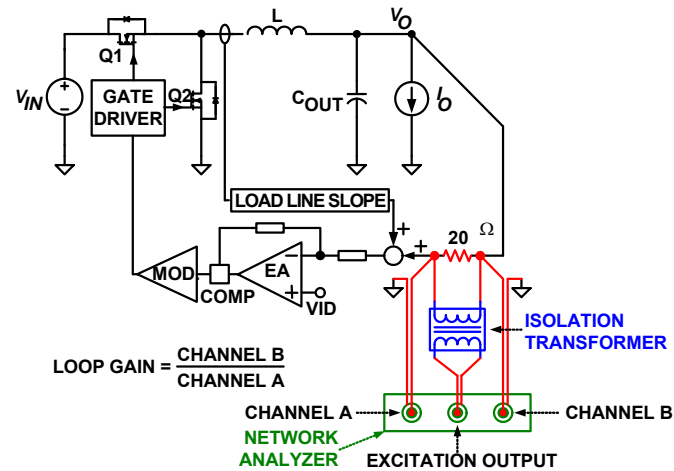 L
V_O
Q1
V_IN
GATE
DRIVER
Q2
C_OUT
I_O
LOAD LINE SLOPE
20 Ω
MOD
COMP
EA
VID
ISOLATION
TRANSFORMER
LOOP GAIN = CHANNEL B
CHANNEL A
CHANNEL A
CHANNEL B
NETWORK
ANALYZER
EXCITATION OUTPUT